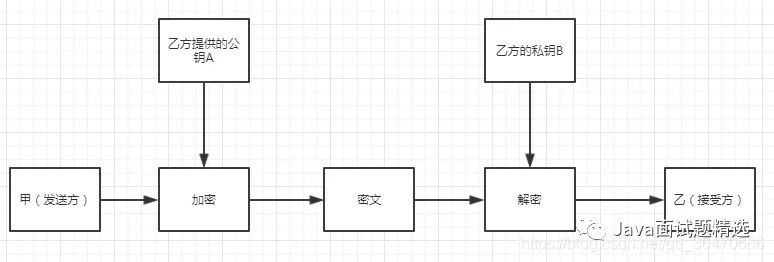 乙方提供的公
钥A
乙方的私钥B
甲（发送方）
加密
密文
解密
乙（接受方）
Java面试题精选
https://blog.csdn.net/qq_36470686